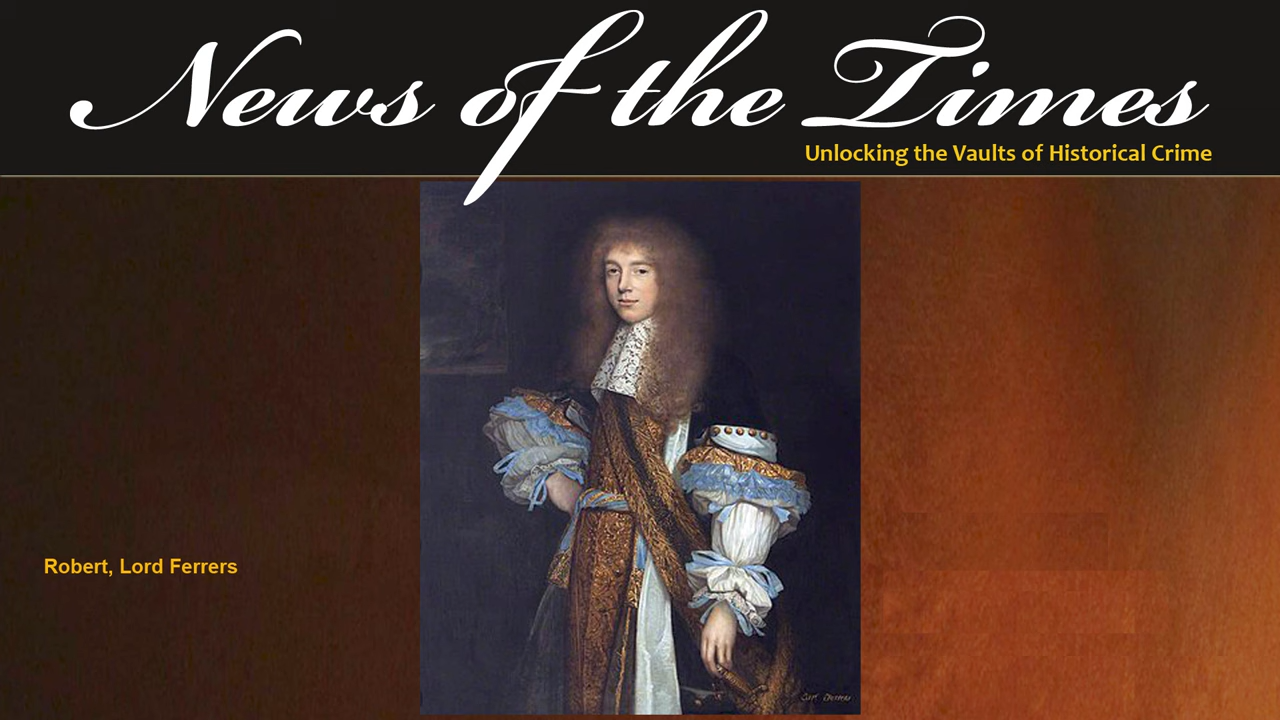 News of the Times
Unlocking the Vaults of Historical Crime
Robert, Lord Ferrers